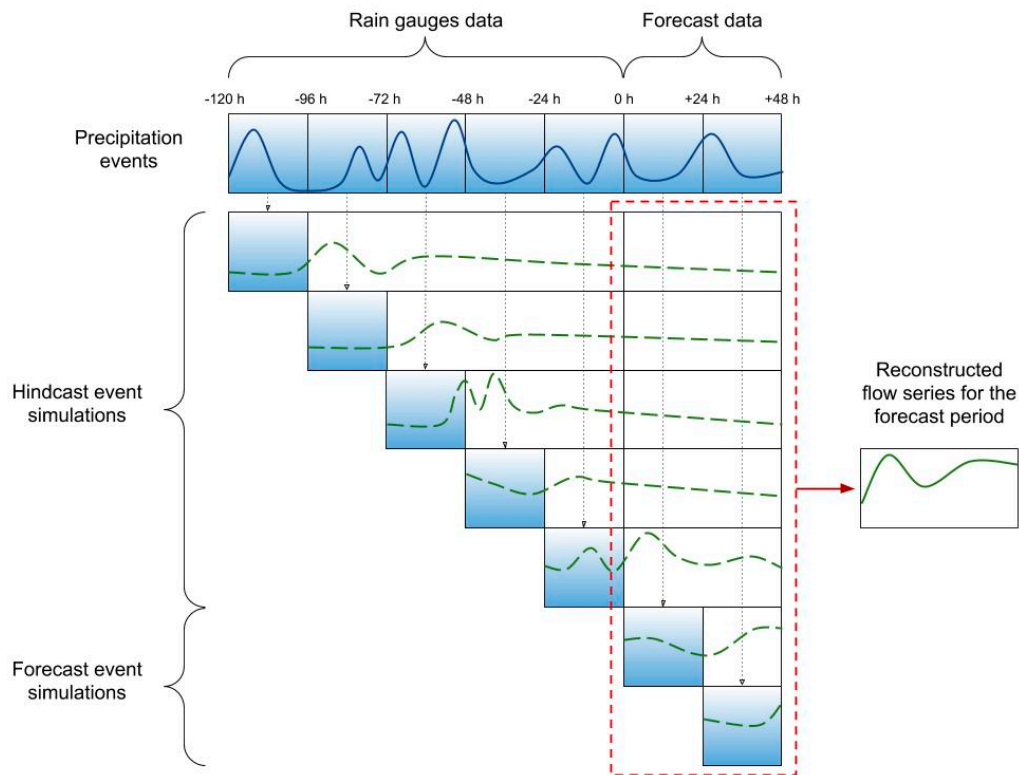 Rain gauges data
Forecast data
-120 h
-96 h
-72 h
-48 h
-24 h
0 h
+24 h
+48 h
Precipitation
events
Hindcast event
simulations
Reconstructed
flow series for the
forecast period
Forecast event
simulations